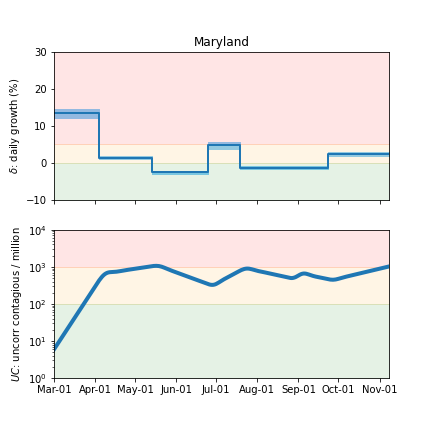 Maryland
δ: daily growth (%)
30
20
10
0
−10
UC: uncorr contagious / million
10⁴
10³
10²
10¹
10⁰
Mar-01 Apr-01 May-01 Jun-01 Jul-01 Aug-01 Sep-01 Oct-01 Nov-01